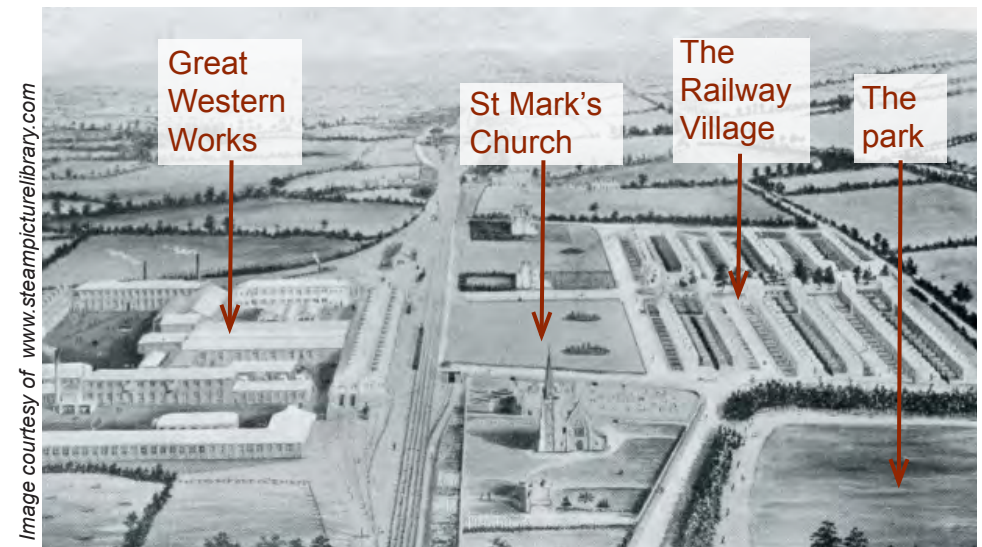 Great
Western
Works
St Mark's
Church
The
Railway
Village
The
park
Image courtesy of www.steampicturelibrary.com